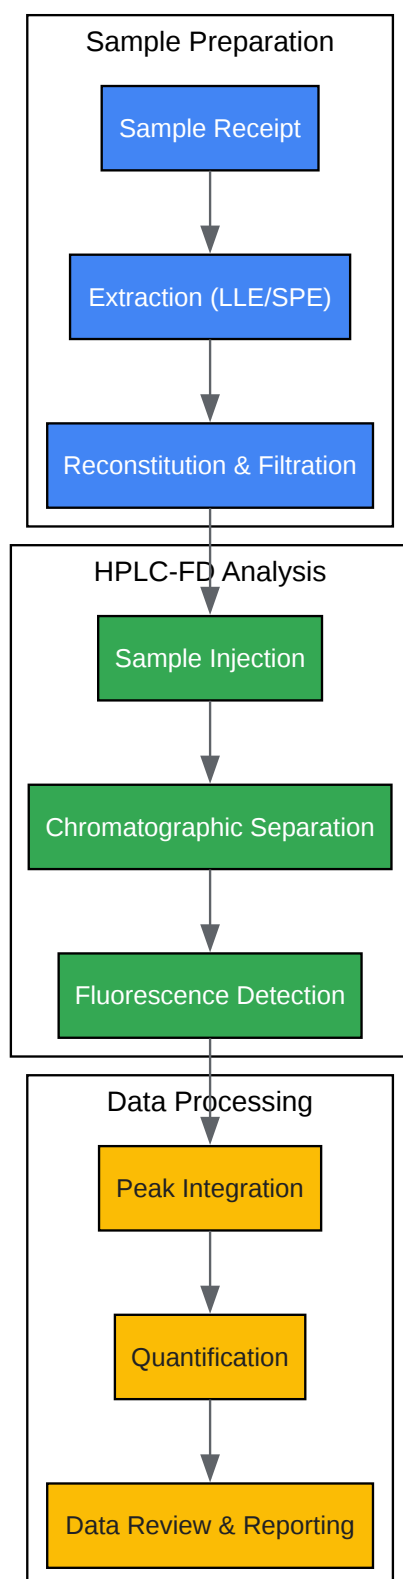 Sample Preparation
Sample Receipt
Extraction (LLE/SPE)
Reconstitution & Filtration
HPLC-FD Analysis
Sample Injection
Chromatographic Separation
Fluorescence Detection
Data Processing
Peak Integration
Quantification
Data Review & Reporting